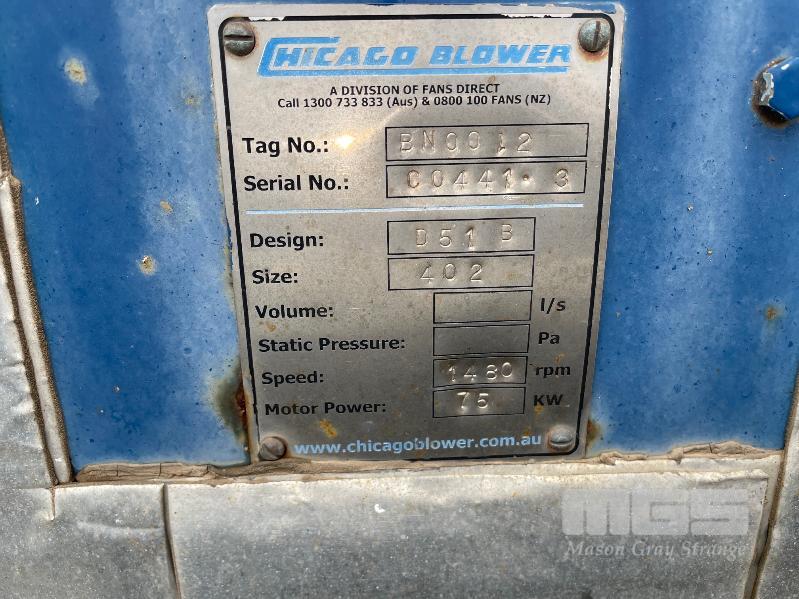 CHICAGO BLOWER
A DIVISION OF FANS DIRECT
Call 1300 733 833 (Aus) & 0800 100 FANS (NZ)
Tag No.: BN0012
Serial No.: 00441·3
Design: D51B
Size: 402
Volume: l/s
Static Pressure: Pa
Speed: 1480 rpm
Motor Power: 75 KW
www.chicagoblower.com.au
MGS
Mason Gray Strange